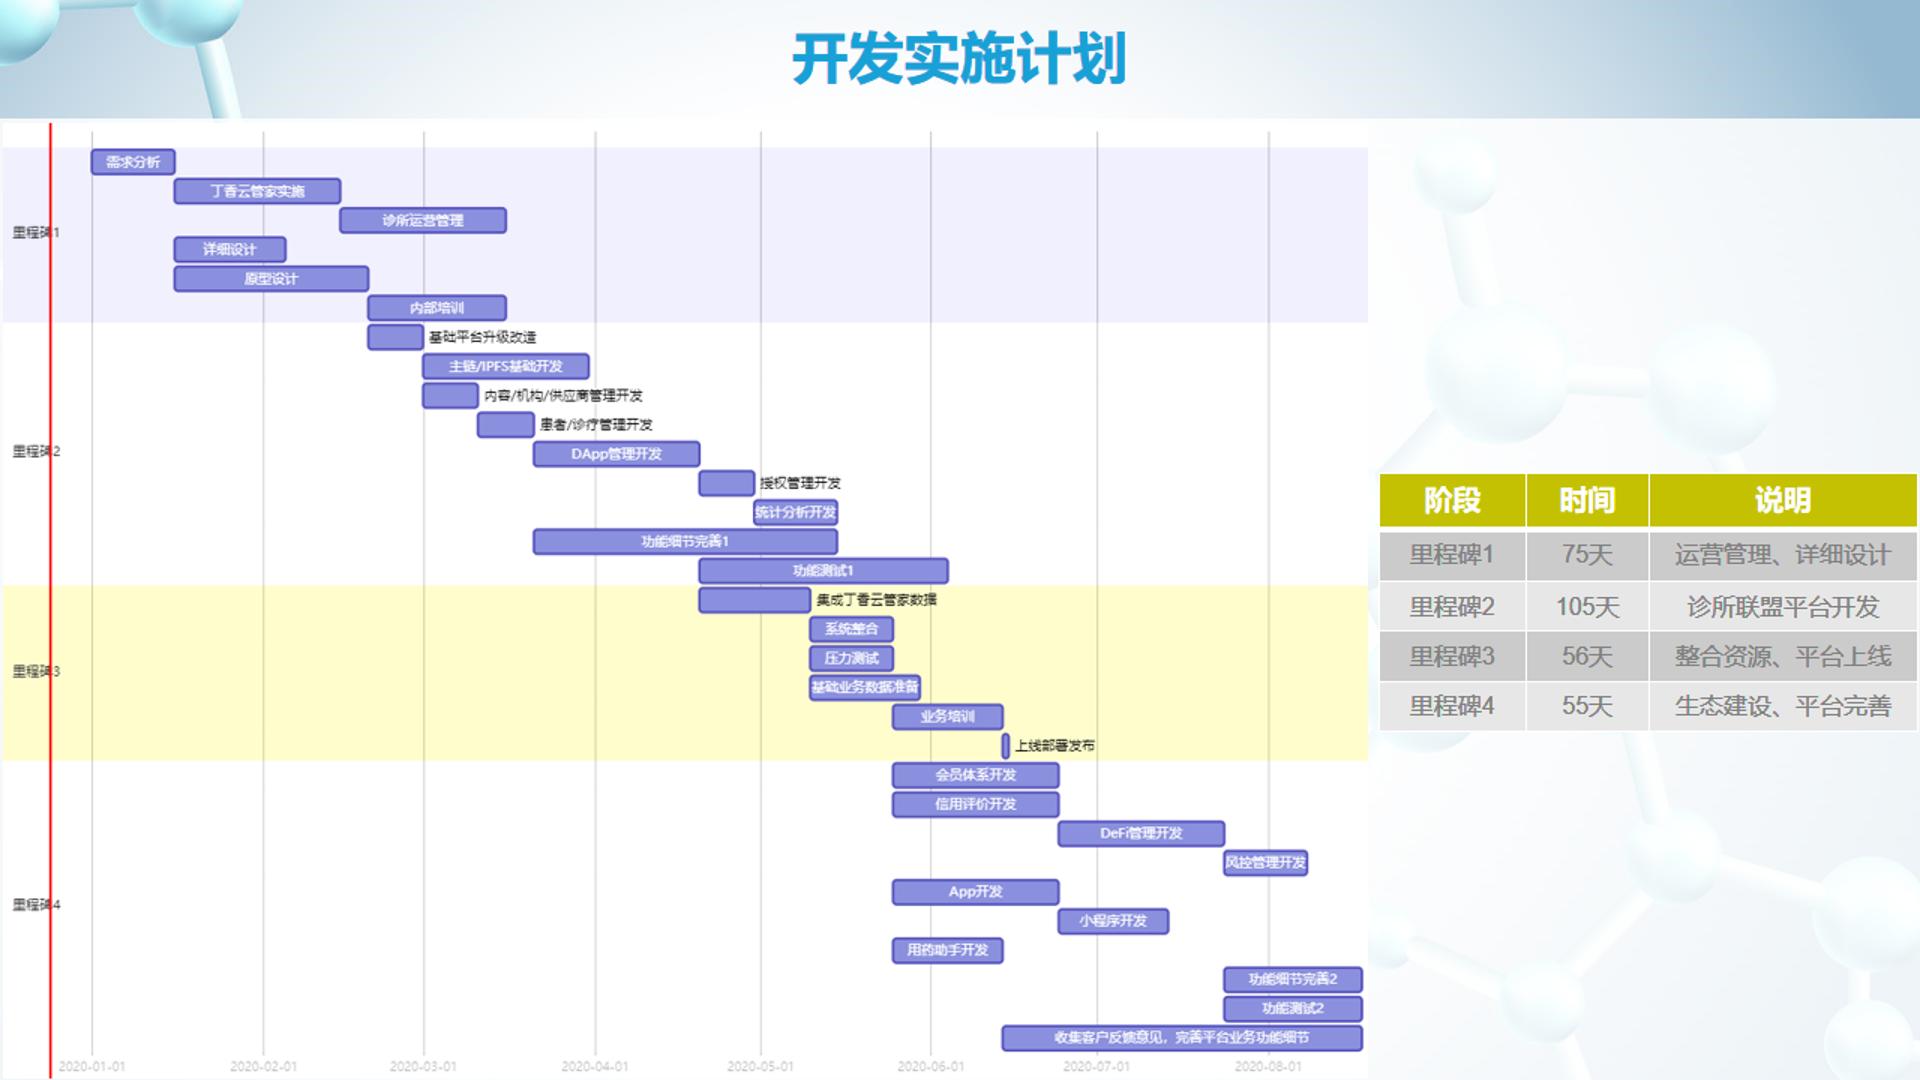 开发实施计划
需求分析
丁香云管家实施
诊所运营管理
里程碑1
详细设计
原型设计
内部培训
基础平台升级改造
主链/IPFS基础开发
内容/机构/供应商管理开发
患者/诊疗管理开发
里程碑2
DApp管理开发
授权管理开发
统计分析开发
功能细节完善1
功能测试1
集成丁香云管家数据
系统整合
压力测试
里程碑3
基础业务数据准备
业务培训
上线部署发布
会员体系开发
信用评价开发
DeFi管理开发
风控管理开发
App开发
里程碑4
小程序开发
用药助手开发
功能细节完善2
功能测试2
收集客户反馈意见，完善平台业务功能细节
2020-01-01 2020-02-01 2020-03-01 2020-04-01 2020-05-01 2020-06-01 2020-07-01 2020-08-01
阶段 时间 说明
里程碑1 75天 运营管理、详细设计
里程碑2 105天 诊所联盟平台开发
里程碑3 56天 整合资源、平台上线
里程碑4 55天 生态建设、平台完善